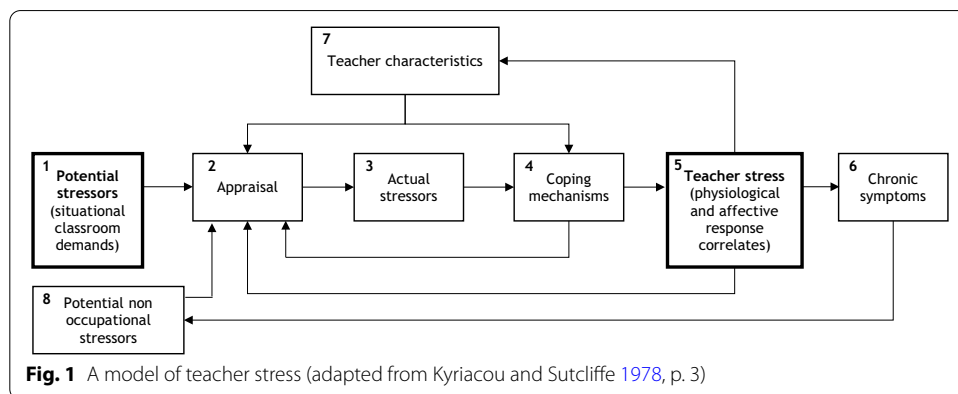 7
Teacher characteristics
1
Potential
stressors
(situational
classroom
demands)
2
Appraisal
3
Actual
stressors
4
Coping
mechanisms
5
Teacher stress
(physiological
and affective
response
correlates)
6
Chronic
symptoms
8
Potential non
occupational
stressors
Fig. 1 A model of teacher stress (adapted from Kyriacou and Sutcliffe 1978, p. 3)